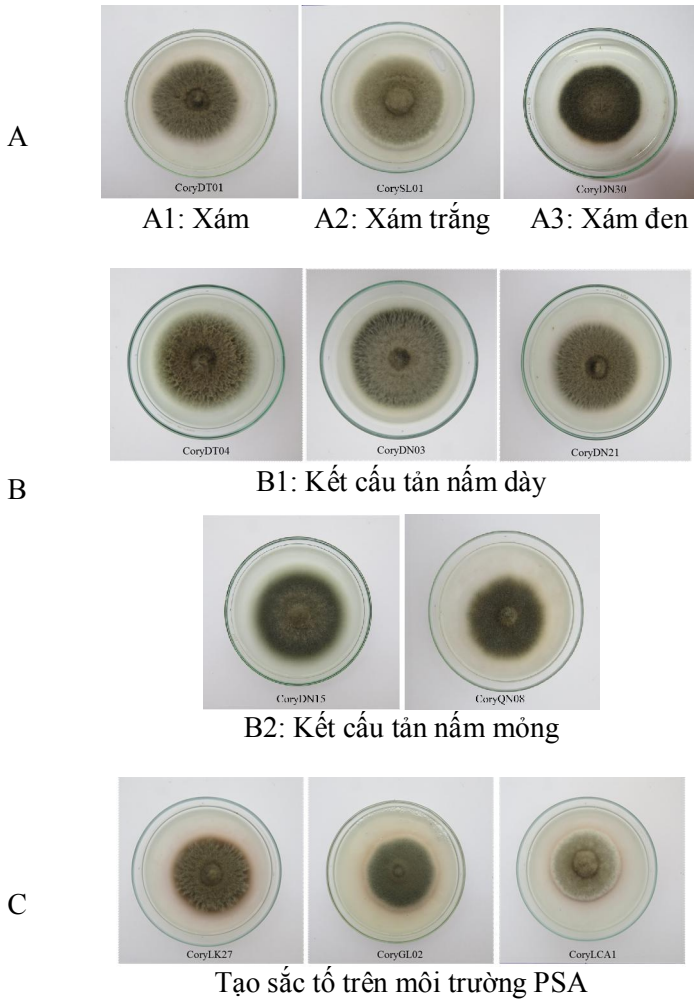 A
CoryDT01 CorySL01 CoryDN30
A1: Xám A2: Xám trắng A3: Xám đen
CoryDT04 CoryDN03 CoryDN21
B1: Kết cấu tản nấm dày
B
CoryDN15 CoryQN08
B2: Kết cấu tản nấm mỏng
C
CoryLK27 CoryGL02 CoryLCA1
Tạo sắc tố trên môi trường PSA